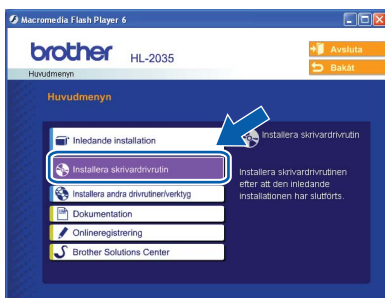 Macromedia Flash Player 6
brother HL-2035
Avsluta
Bakåt
Huvudmenyn
Huvudmenyn
Inledande installation
Installera skrivardrivrutin
Installera andra drivrutiner/verktyg
Dokumentation
Onlineregistrering
Brother Solutions Center
Installera skrivardrivrutin
Installera skrivardrivrutinen
efter att den inledande
installationen har slutförts.